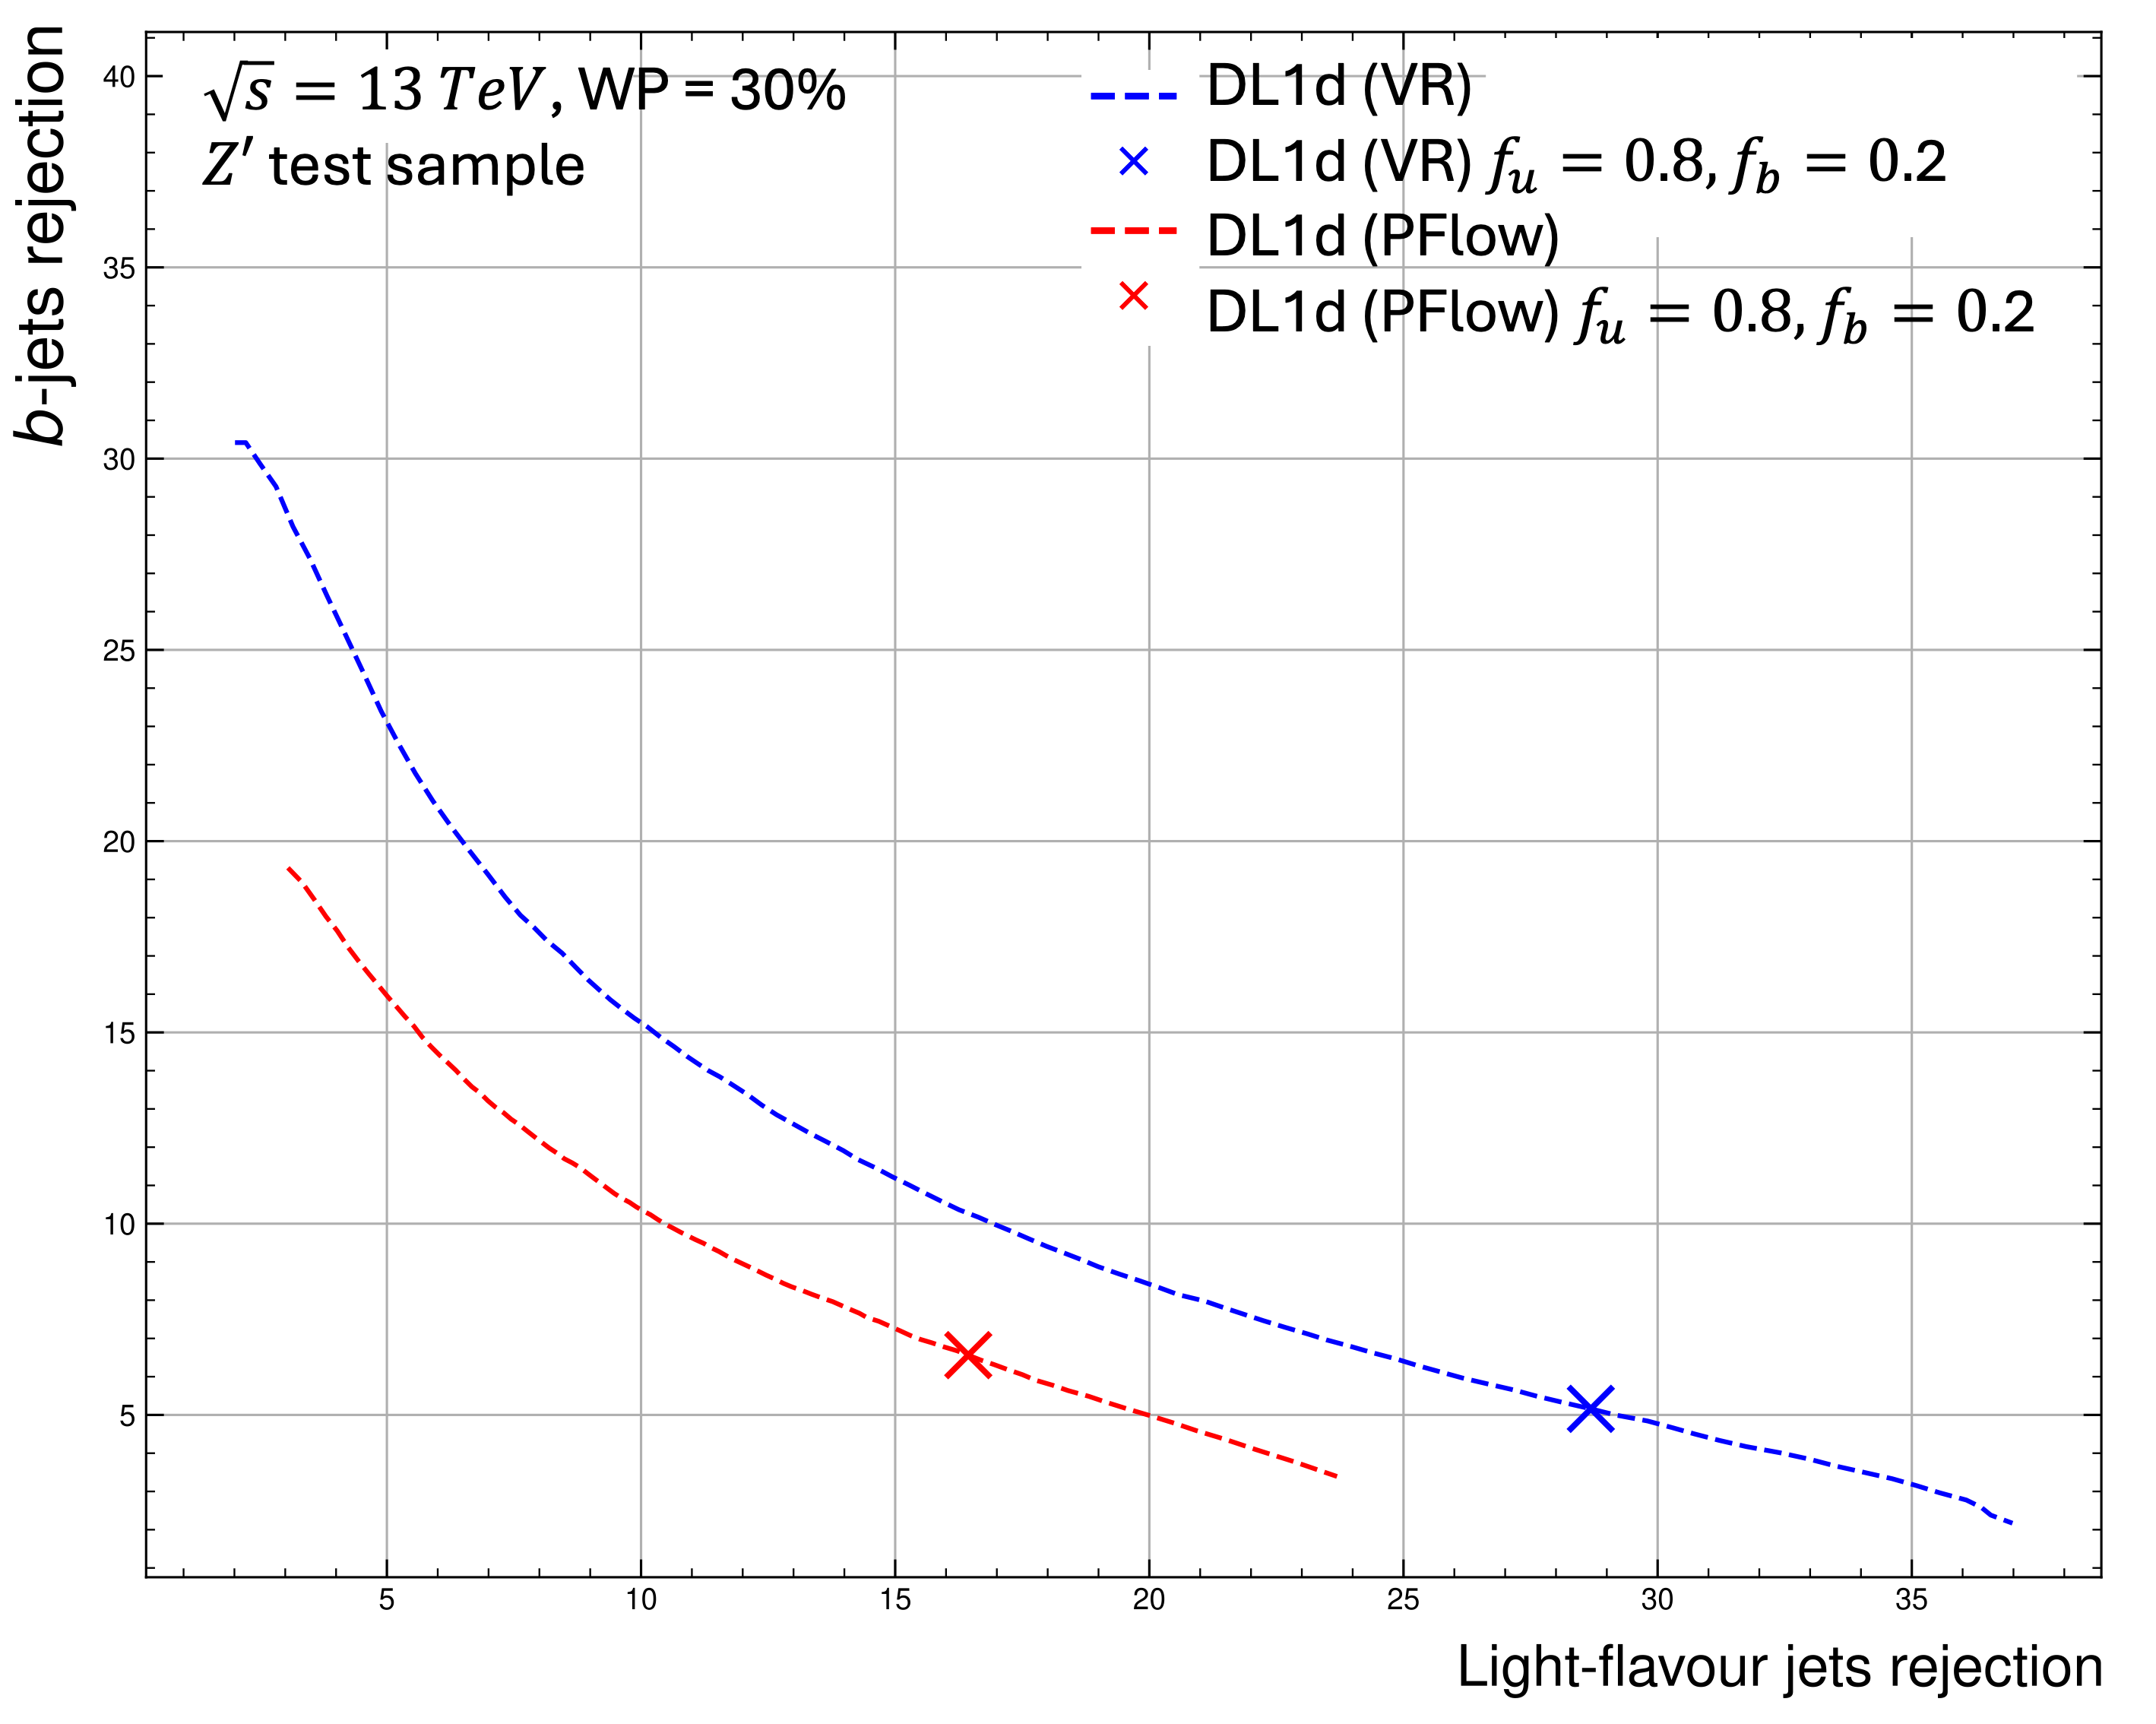 b-jets rejection
√s = 13 TeV, WP = 30%
Z′ test sample
DL1d (VR)
DL1d (VR) fᵤ = 0.8, f_b = 0.2
DL1d (PFlow)
DL1d (PFlow) fᵤ = 0.8, f_b = 0.2
40
35
30
25
20
15
10
5
5 10 15 20 25 30 35
Light-flavour jets rejection